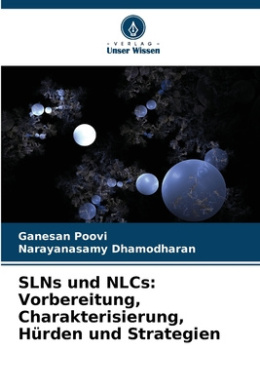 VERLAG
Unser Wissen
Ganesan Poovi
Narayanasamy Dhamodharan
SLNs und NLCs:
Vorbereitung,
Charakterisierung,
Hürden und Strategien